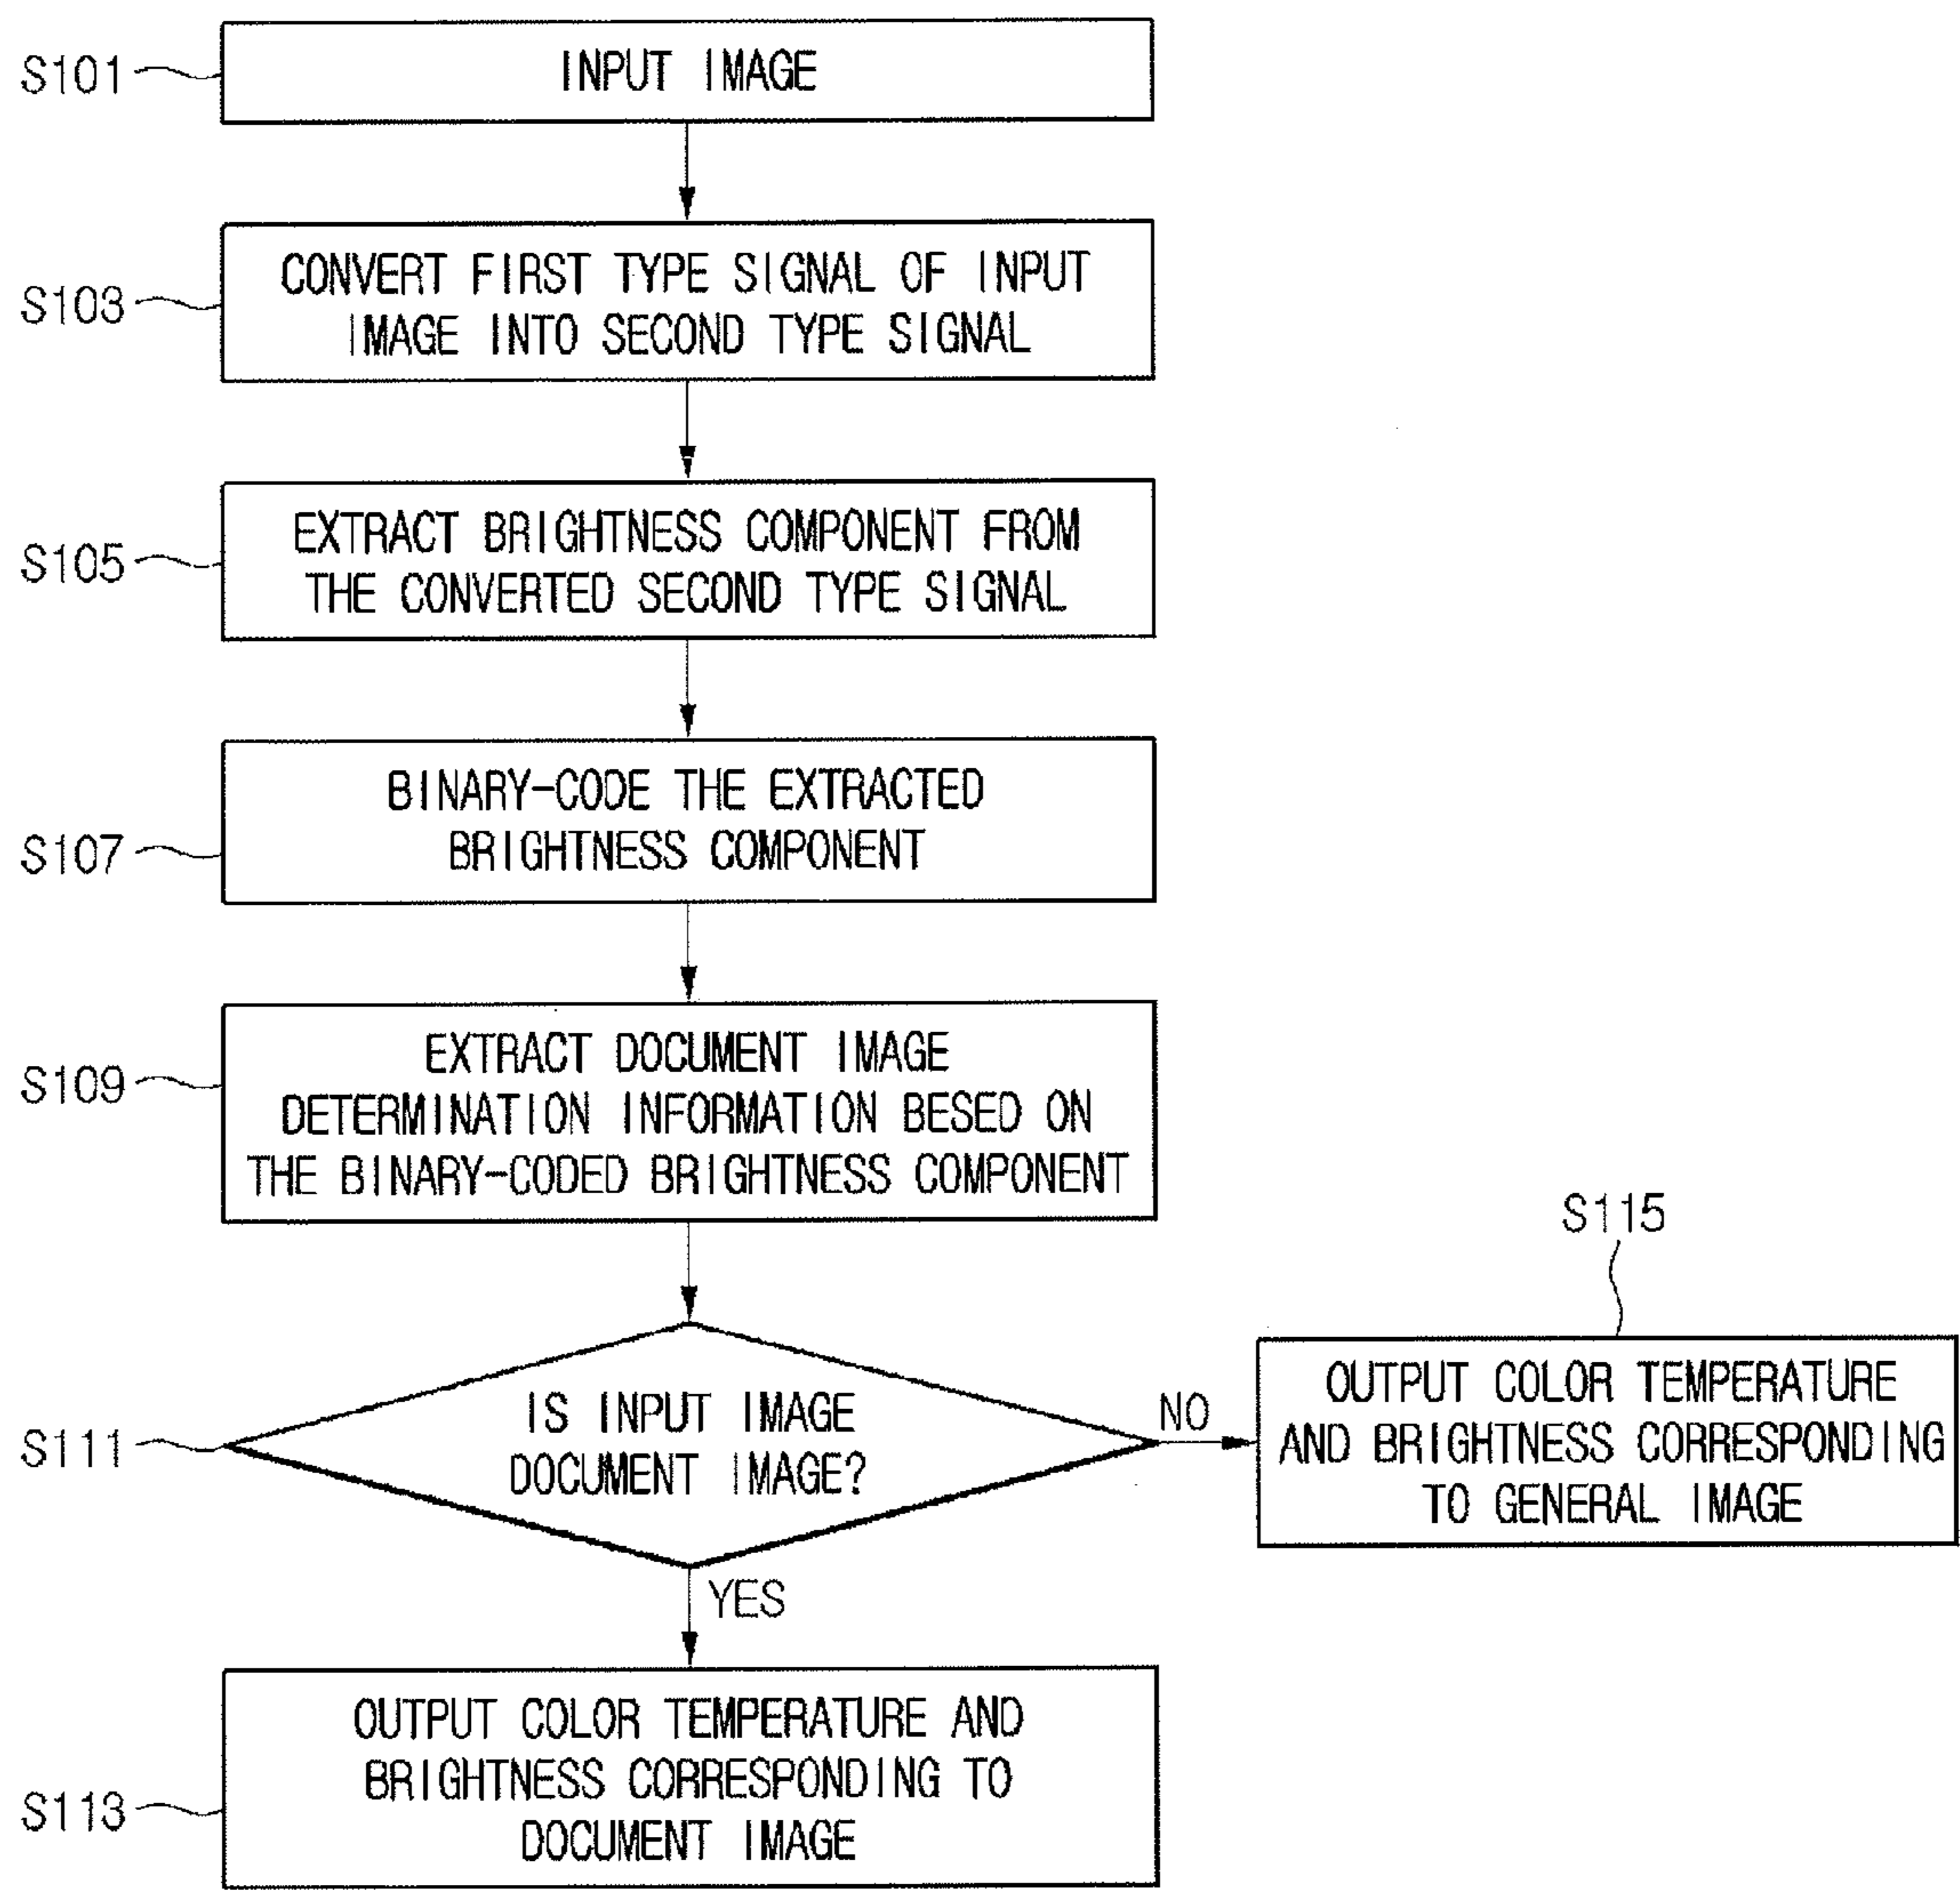 S101
INPUT IMAGE
S103
CONVERT FIRST TYPE SIGNAL OF INPUT
IMAGE INTO SECOND TYPE SIGNAL
S105
EXTRACT BRIGHTNESS COMPONENT FROM
THE CONVERTED SECOND TYPE SIGNAL
S107
BINARY-CODE THE EXTRACTED
BRIGHTNESS COMPONENT
S109
EXTRACT DOCUMENT IMAGE
DETERMINATION INFORMATION BESED ON
THE BINARY-CODED BRIGHTNESS COMPONENT
S111
IS INPUT IMAGE
DOCUMENT IMAGE?
NO
S115
OUTPUT COLOR TEMPERATURE
AND BRIGHTNESS CORRESPONDING
TO GENERAL IMAGE
YES
S113
OUTPUT COLOR TEMPERATURE AND
BRIGHTNESS CORRESPONDING TO
DOCUMENT IMAGE